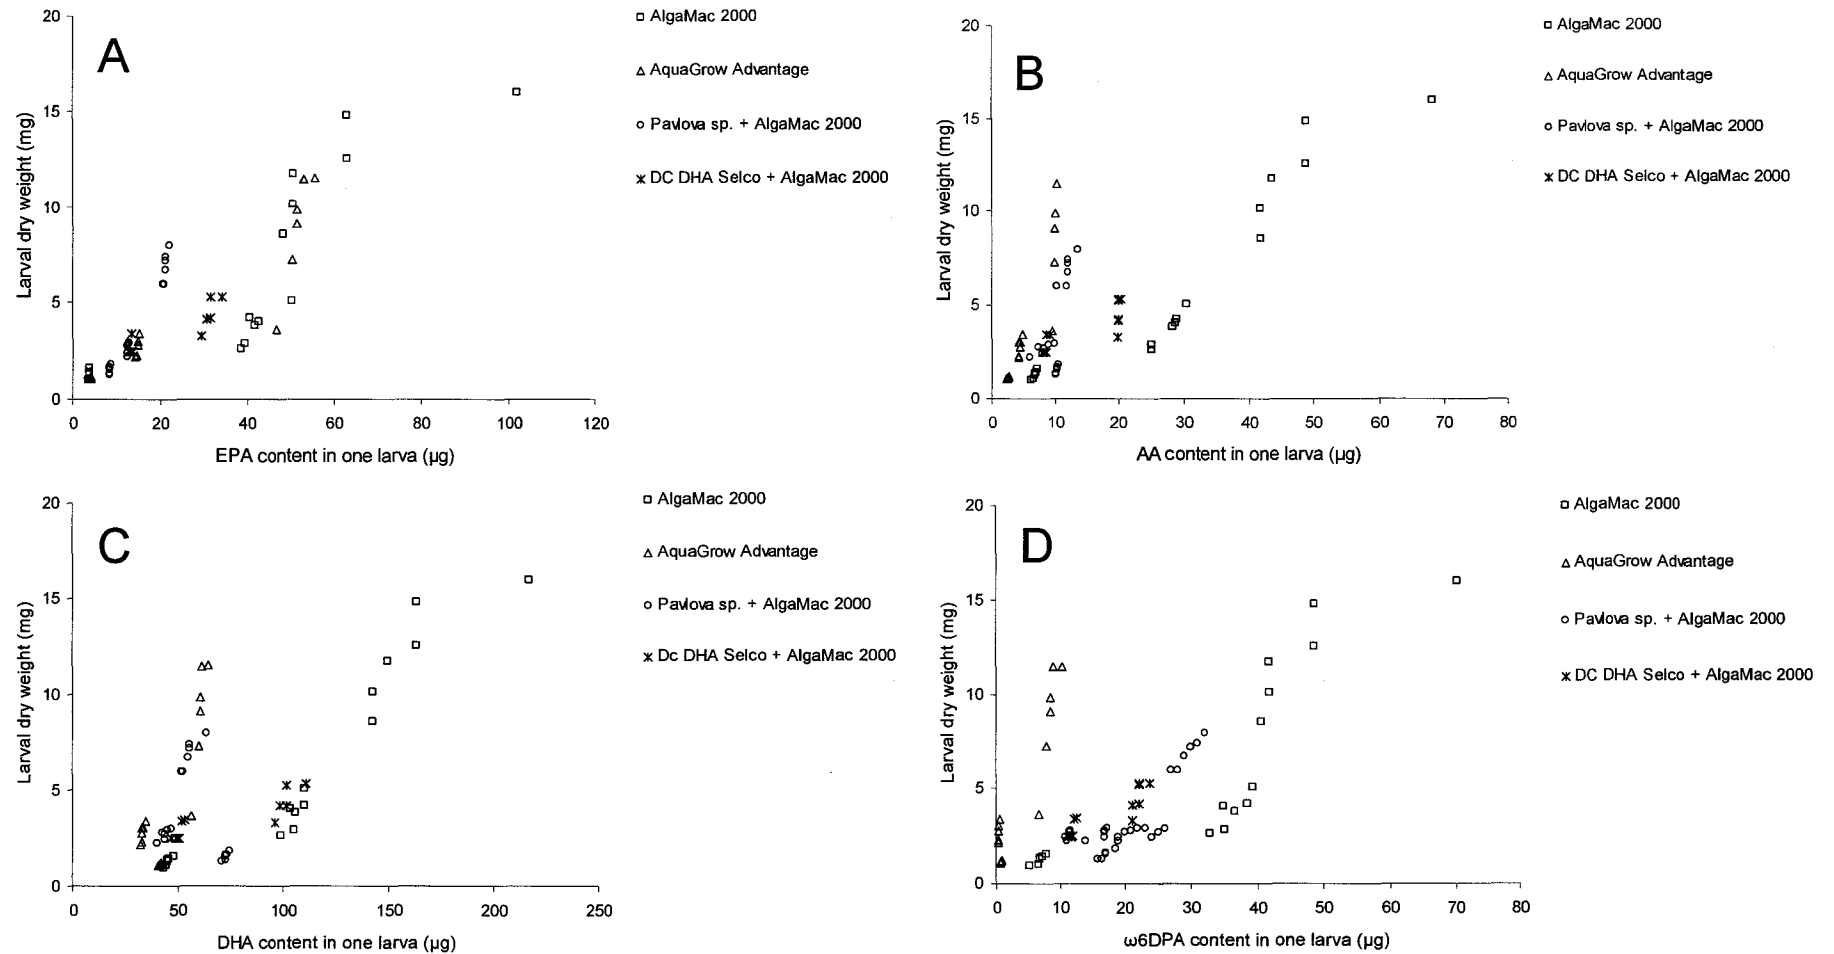 A
20
15
10
5
0
0 20 40 60 80 100 120
Larval dry weight (mg)
EPA content in one larva (µg)
AlgaMac 2000
AquaGrow Advantage
Pavlova sp. + AlgaMac 2000
DC DHA Selco + AlgaMac 2000
B
20
15
10
5
0
0 10 20 30 40 50 60 70 80
Larval dry weight (mg)
AA content in one larva (µg)
AlgaMac 2000
AquaGrow Advantage
Pavlova sp. + AlgaMac 2000
DC DHA Selco + AlgaMac 2000
C
20
15
10
5
0
0 50 100 150 200 250
Larval dry weight (mg)
DHA content in one larva (µg)
AlgaMac 2000
AquaGrow Advantage
Pavlova sp. + AlgaMac 2000
Dc DHA Selco + AlgaMac 2000
D
20
15
10
5
0
0 10 20 30 40 50 60 70 80
Larval dry weight (mg)
ω6DPA content in one larva (µg)
AlgaMac 2000
AquaGrow Advantage
Pavlova sp. + AlgaMac 2000
DC DHA Selco + AlgaMac 2000